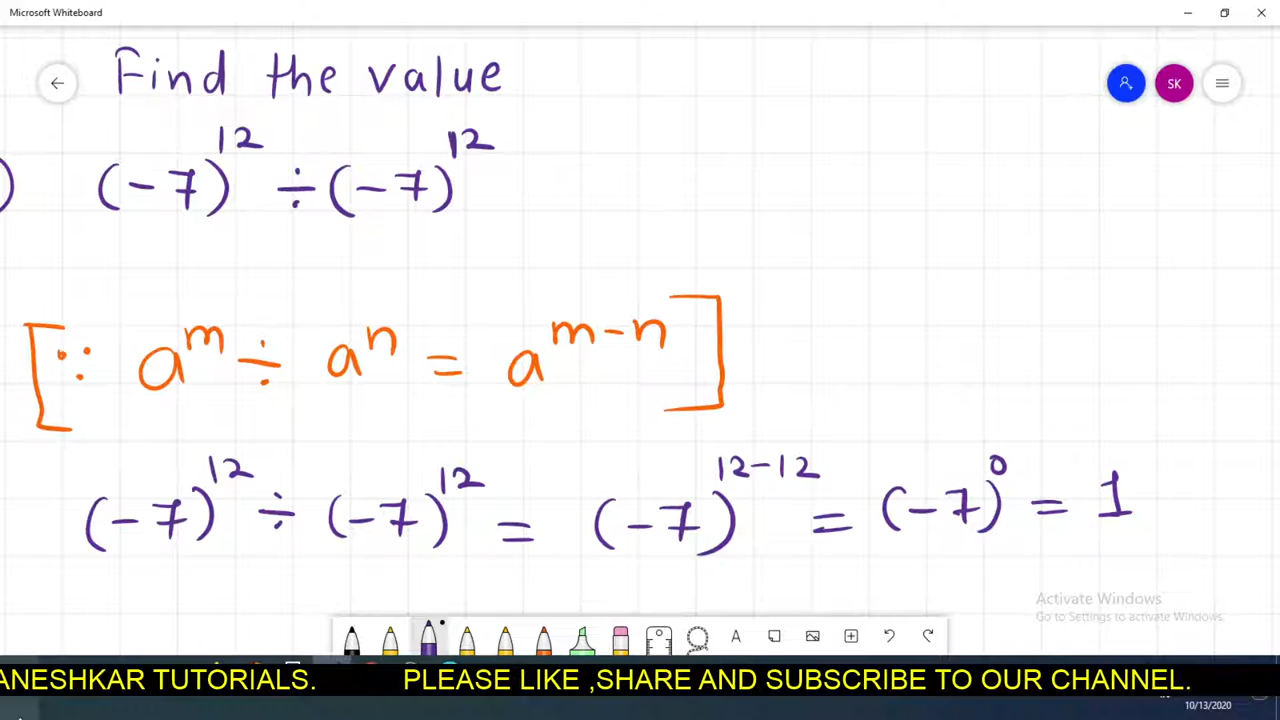 Microsoft Whiteboard
Find the value
) (-7)^12 ÷ (-7)^12
SK
[∵ a^m ÷ a^n = a^(m-n)]
(-7)^12 ÷ (-7)^12 = (-7)^(12-12) = (-7)^0 = 1
Activate Windows
Go to Settings to activate Windows.
A
ANESHKAR TUTORIALS. PLEASE LIKE ,SHARE AND SUBSCRIBE TO OUR CHANNEL.
10/13/2020